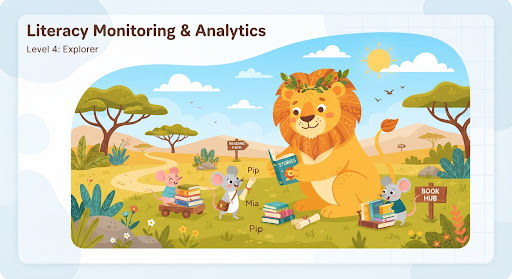 Literacy Monitoring & Analytics
Level 4: Explorer
READING
PATH
Pip
STORIES
Mia
BOOK
HUB
Pip